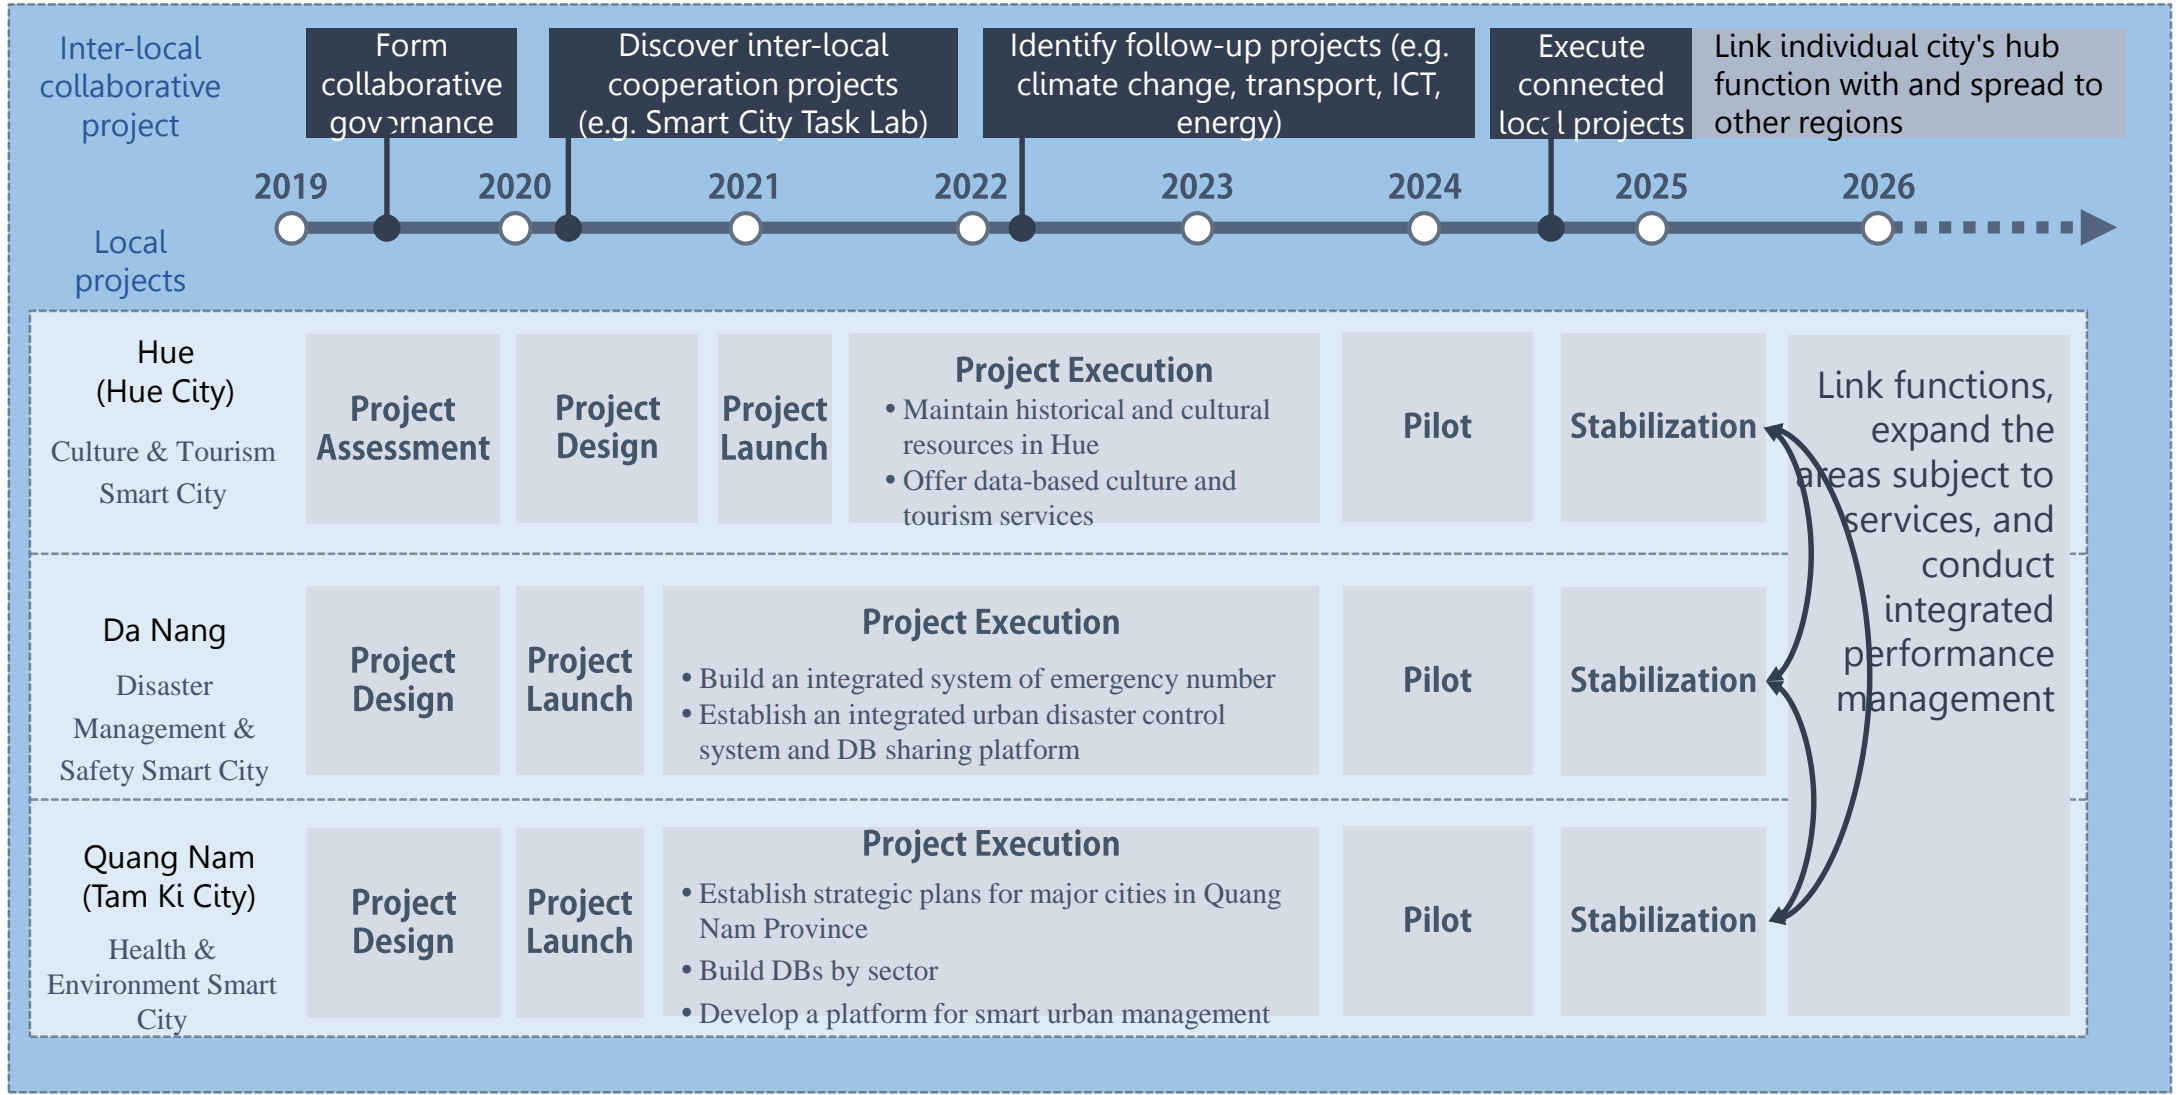 Inter-local
collaborative
project
Form
collaborative
governance
Discover inter-local
cooperation projects
(e.g. Smart City Task Lab)
Identify follow-up projects (e.g.
climate change, transport, ICT,
energy)
Execute
connected
local projects
Link individual city's hub
function with and spread to
other regions
2019
2020
2021
2022
2023
2024
2025
2026
Local
projects
Hue
(Hue City)
Culture & Tourism
Smart City
Project
Assessment
Project
Design
Project
Launch
Project Execution
• Maintain historical and cultural
resources in Hue
• Offer data-based culture and
tourism services
Pilot
Stabilization
Link functions,
expand the
areas subject to
services, and
conduct
integrated
performance
management
Da Nang
Disaster
Management &
Safety Smart City
Project
Design
Project
Launch
Project Execution
• Build an integrated system of emergency number
• Establish an integrated urban disaster control
system and DB sharing platform
Pilot
Stabilization
Quang Nam
(Tam Ki City)
Health &
Environment Smart
City
Project
Design
Project
Launch
Project Execution
• Establish strategic plans for major cities in Quang
Nam Province
• Build DBs by sector
• Develop a platform for smart urban management
Pilot
Stabilization